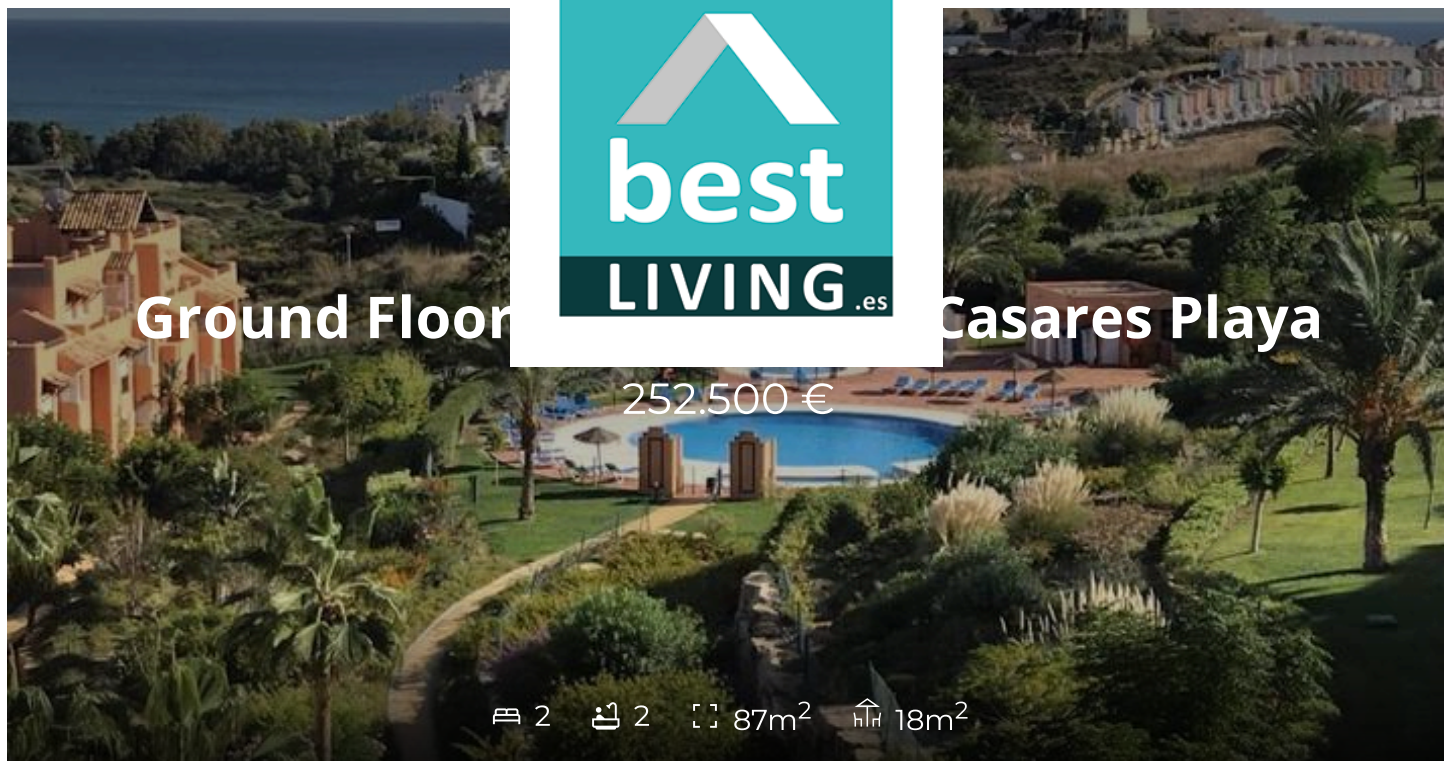 best
LIVING.es
Ground Floor Casares Playa
252.500 €
2 2 87m² 18m²